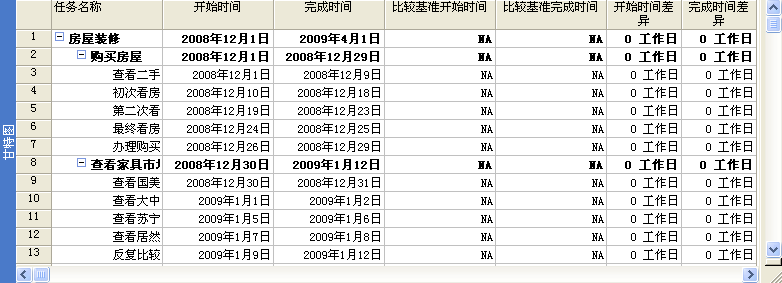 任务名称 开始时间 完成时间 比较基准开始时间 比较基准完成时间 开始时间差异 完成时间差异
1 房屋装修 2008年12月1日 2009年4月1日 NA NA 0 工作日 0 工作日
2 购买房屋 2008年12月1日 2008年12月29日 NA NA 0 工作日 0 工作日
3 查看二手 2008年12月1日 2008年12月9日 NA NA 0 工作日 0 工作日
4 初次看房 2008年12月10日 2008年12月18日 NA NA 0 工作日 0 工作日
5 第二次看 2008年12月19日 2008年12月23日 NA NA 0 工作日 0 工作日
6 最终看房 2008年12月24日 2008年12月25日 NA NA 0 工作日 0 工作日
7 办理购买 2008年12月26日 2008年12月29日 NA NA 0 工作日 0 工作日
8 查看家具市 2008年12月30日 2009年1月12日 NA NA 0 工作日 0 工作日
9 查看国美 2008年12月30日 2008年12月31日 NA NA 0 工作日 0 工作日
10 查看大中 2009年1月1日 2009年1月2日 NA NA 0 工作日 0 工作日
11 查看苏宁 2009年1月5日 2009年1月6日 NA NA 0 工作日 0 工作日
12 查看居然 2009年1月7日 2009年1月8日 NA NA 0 工作日 0 工作日
13 反复比较 2009年1月9日 2009年1月12日 NA NA 0 工作日 0 工作日
甘特图